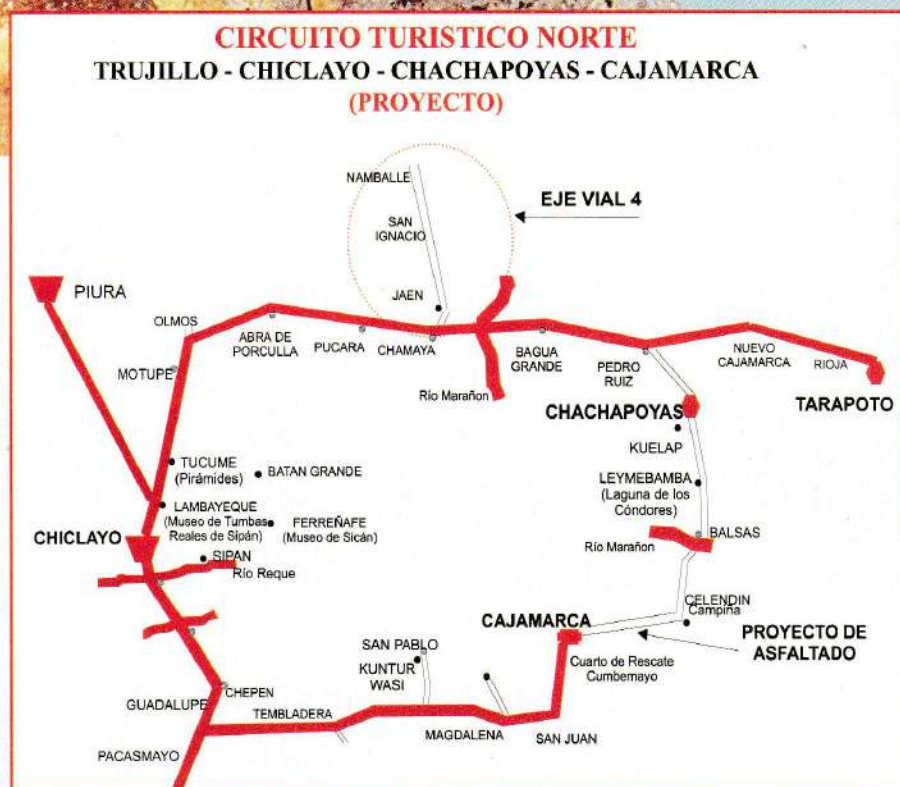 CIRCUITO TURISTICO NORTE
TRUJILLO - CHICLAYO - CHACHAPOYAS - CAJAMARCA
(PROYECTO)
NAMBALLE
EJE VIAL 4
SAN
IGNACIO
PIURA
JAEN
OLMOS
ABRA DE
PORCULLA
PUCARA
CHAMAYA
BAGUA
GRANDE
PEDRO
RUIZ
NUEVO
CAJAMARCA
RIOJA
MOTUPE
Río Marañon
TARAPOTO
CHACHAPOYAS
KUELAP
TUCUME
(Pirámides)
BATAN GRANDE
LEYMEBAMBA
(Laguna de los
Cóndores)
LAMBAYEQUE
(Museo de Tumbas
Reales de Sipán)
FERREÑAFE
(Museo de Sicán)
CHICLAYO
SIPAN
Río Reque
Río Marañon
BALSAS
CELENDIN
Campiña
CAJAMARCA
PROYECTO DE
ASFALTADO
SAN PABLO
KUNTUR
WASI
Cuarto de Rescate
Cumbemayo
CHEPEN
GUADALUPE
TEMBLADERA
MAGDALENA
SAN JUAN
PACASMAYO